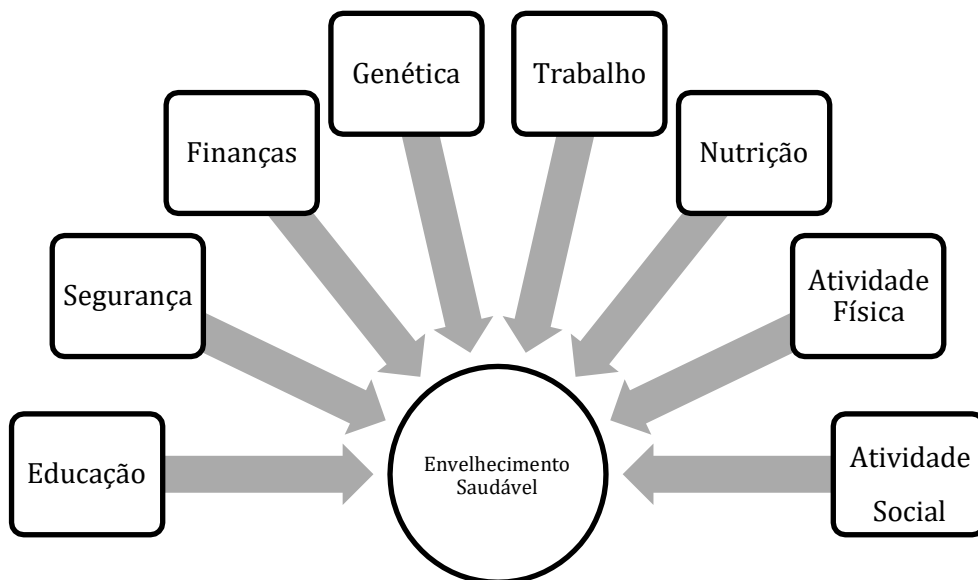 Genética
Trabalho
Finanças
Nutrição
Segurança
Atividade
Física
Educação
Envelhecimento
Saudável
Atividade
Social